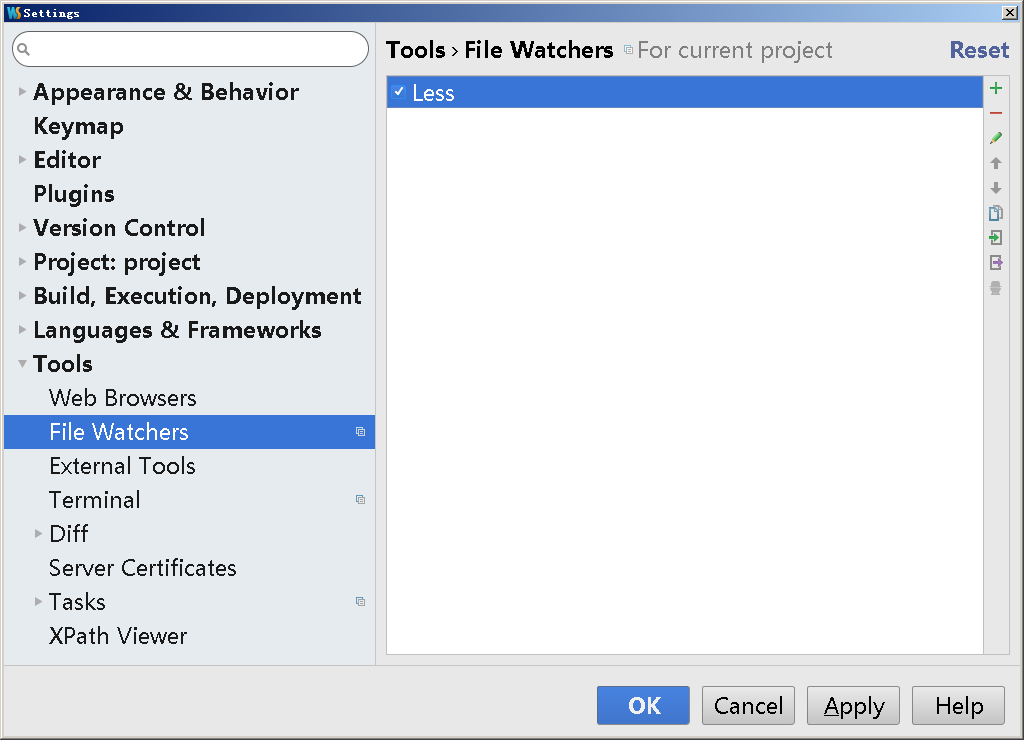 WS Settings
Tools › File Watchers For current project Reset
Appearance & Behavior
Keymap
Editor
Plugins
Version Control
Project: project
Build, Execution, Deployment
Languages & Frameworks
Tools
Web Browsers
File Watchers
External Tools
Terminal
Diff
Server Certificates
Tasks
XPath Viewer
Less
OK Cancel Apply Help